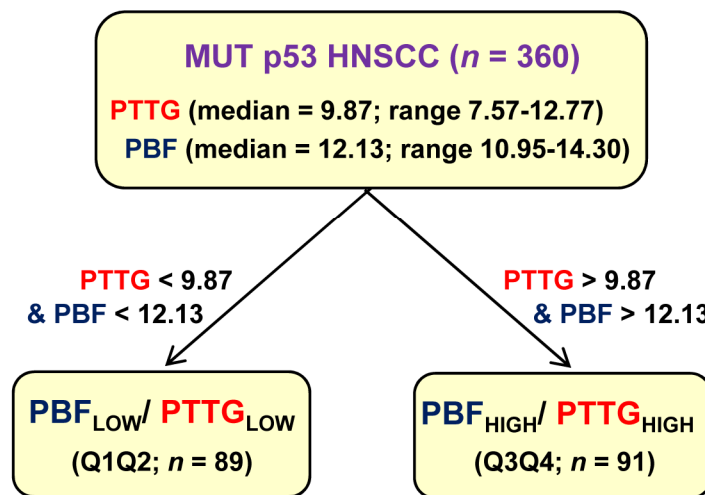 MUT p53 HNSCC (n = 360)
PTTG (median = 9.87; range 7.57-12.77)
PBF (median = 12.13; range 10.95-14.30)
PTTG < 9.87
& PBF < 12.13
PTTG > 9.87
& PBF > 12.13
PBFLOW/ PTTGLOW
(Q1Q2; n = 89)
PBFHIGH/ PTTGHIGH
(Q3Q4; n = 91)